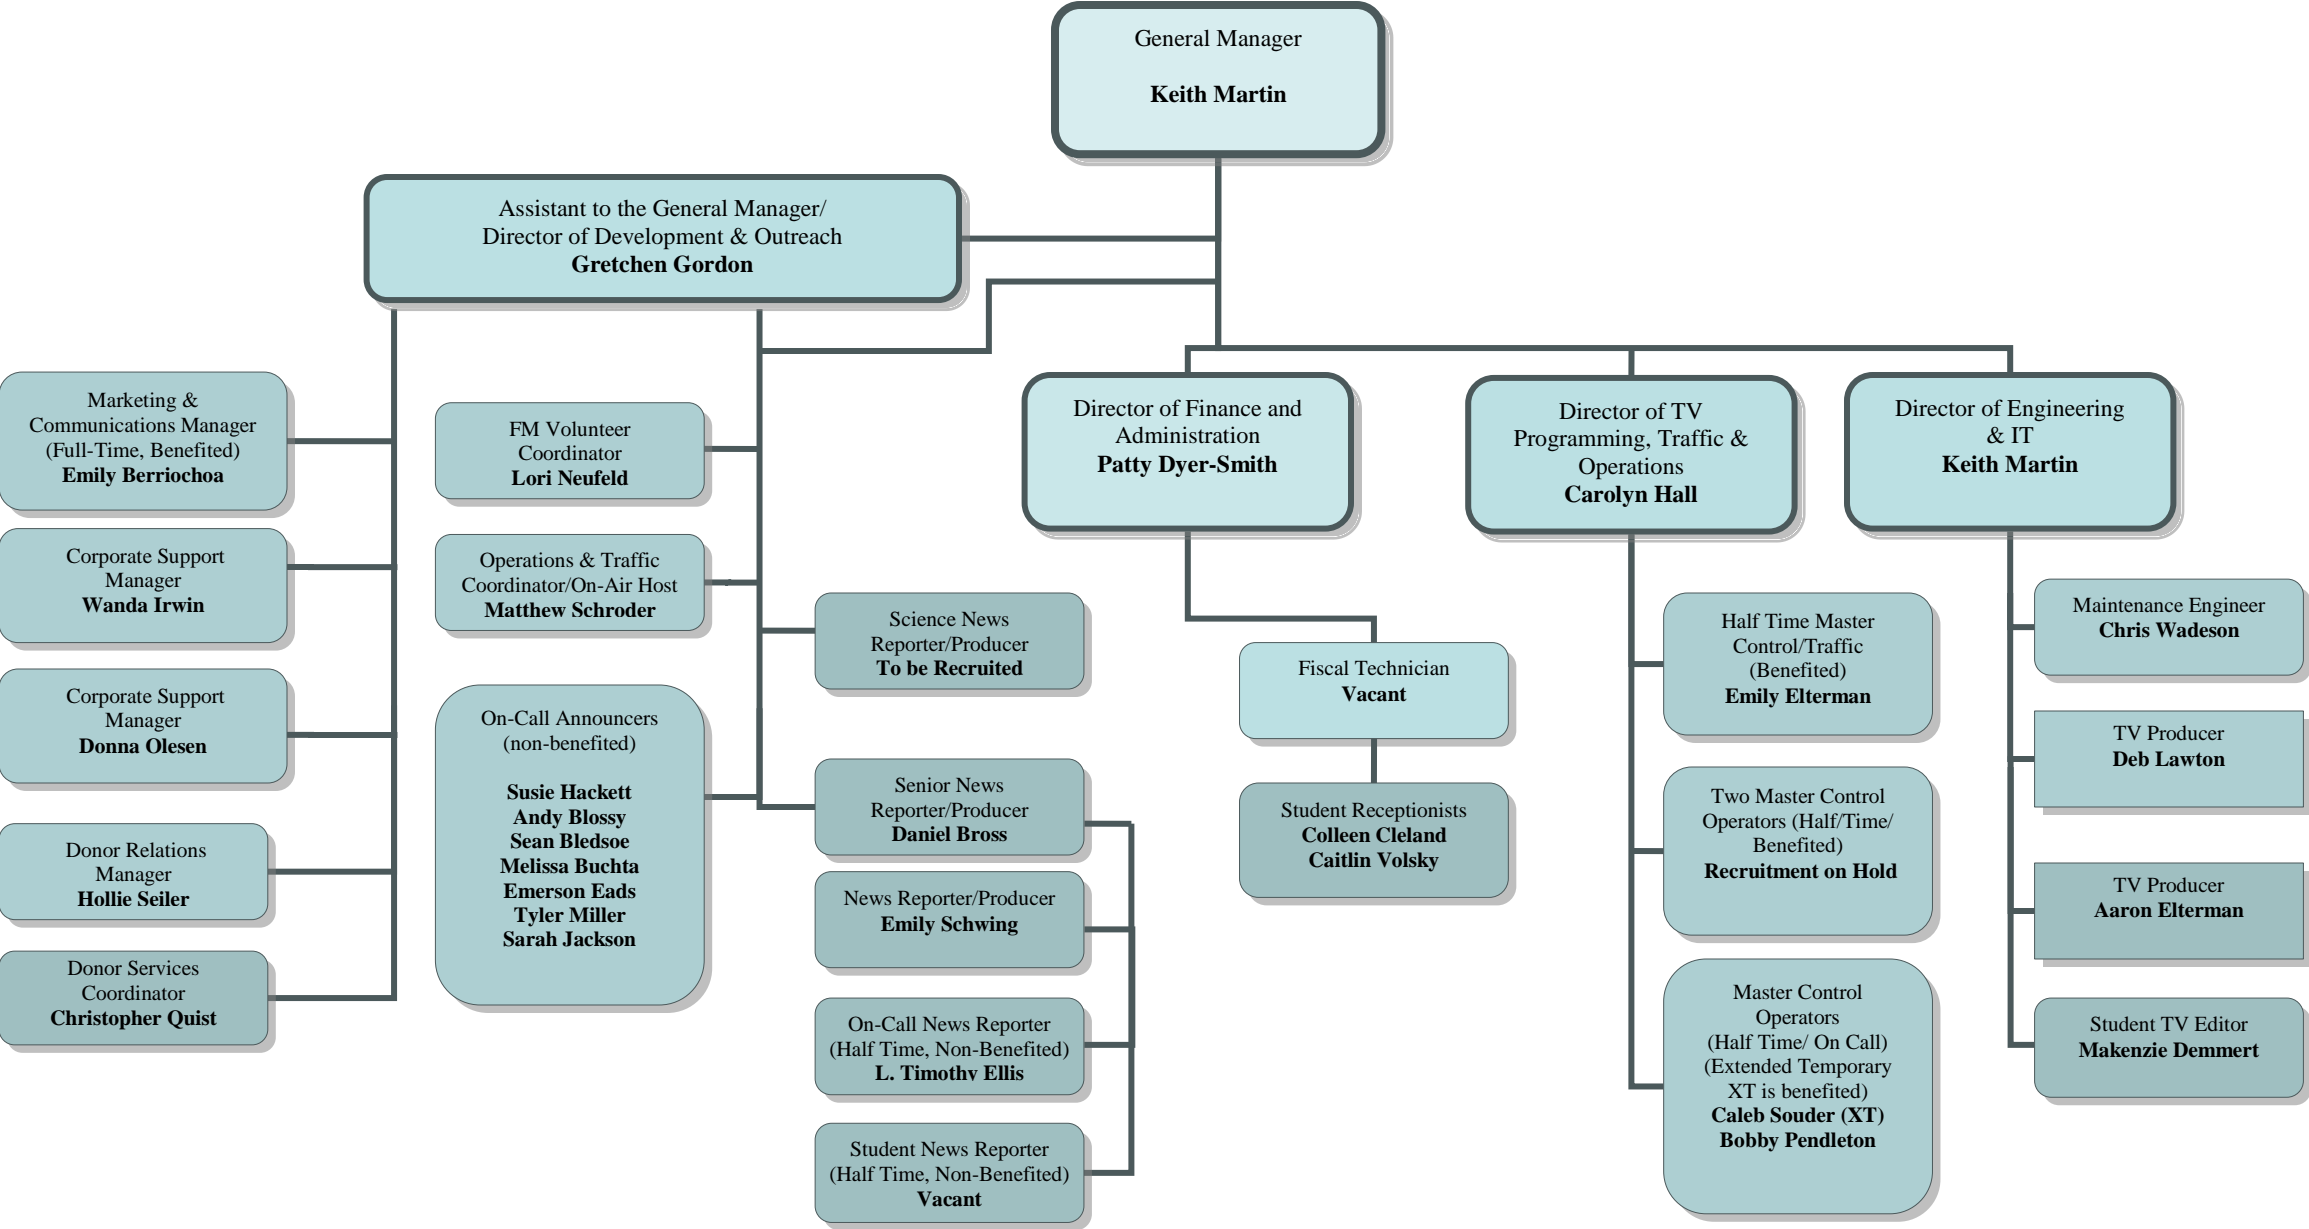 General Manager
Keith Martin
Assistant to the General Manager/
Director of Development & Outreach
Gretchen Gordon
Marketing &
Communications Manager
(Full-Time, Benefited)
Emily Berriochoa
Corporate Support
Manager
Wanda Irwin
Corporate Support
Manager
Donna Olesen
Donor Relations
Manager
Hollie Seiler
Donor Services
Coordinator
Christopher Quist
FM Volunteer
Coordinator
Lori Neufeld
Operations & Traffic
Coordinator/On-Air Host
Matthew Schroder
On-Call Announcers
(non-benefited)
Susie Hackett
Andy Blossy
Sean Bledsoe
Melissa Buchta
Emerson Eads
Tyler Miller
Sarah Jackson
Science News
Reporter/Producer
To be Recruited
Senior News
Reporter/Producer
Daniel Bross
News Reporter/Producer
Emily Schwing
On-Call News Reporter
(Half Time, Non-Benefited)
L. Timothy Ellis
Student News Reporter
(Half Time, Non-Benefited)
Vacant
Director of Finance and
Administration
Patty Dyer-Smith
Fiscal Technician
Vacant
Student Receptionists
Colleen Cleland
Caitlin Volsky
Director of TV
Programming, Traffic &
Operations
Carolyn Hall
Half Time Master
Control/Traffic
(Benefited)
Emily Elterman
Two Master Control
Operators (Half/Time/
Benefited)
Recruitment on Hold
Master Control
Operators
(Half Time/ On Call)
(Extended Temporary
XT is benefited)
Caleb Souder (XT)
Bobby Pendleton
Director of Engineering
& IT
Keith Martin
Maintenance Engineer
Chris Wadeson
TV Producer
Deb Lawton
TV Producer
Aaron Elterman
Student TV Editor
Makenzie Demmert